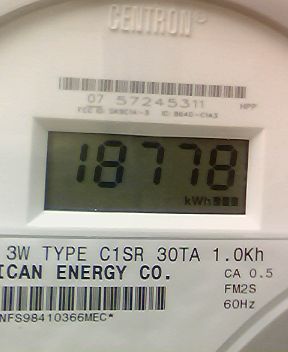 CENTRON
07 57245311 HPP
18778
kWh
3W TYPE C1SR 30TA 1.0Kh
ICAN ENERGY CO.
CA 0.5
FM2S
60Hz
NFS98410366MEC*